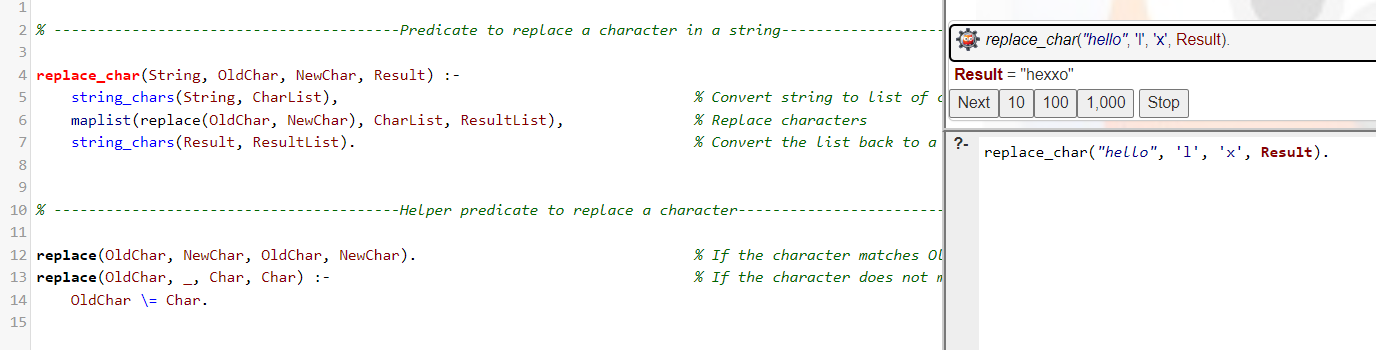 1
2 % ----------------------------------------Predicate to replace a character in a string-------------------
3
4 replace_char(String, OldChar, NewChar, Result) :-
5 string_chars(String, CharList), % Convert string to list of
6 maplist(replace(OldChar, NewChar), CharList, ResultList), % Replace characters
7 string_chars(Result, ResultList). % Convert the list back to a
8
9
10 % ----------------------------------------Helper predicate to replace a character------------------------
11
12 replace(OldChar, NewChar, OldChar, NewChar). % If the character matches
13 replace(OldChar, _, Char, Char) :- % If the character does not
14 OldChar \= Char.
15
replace_char("hello", 'l', 'x', Result).
Result = "hexxo"
Next 10 100 1,000 Stop
?- replace_char("hello", 'l', 'x', Result).